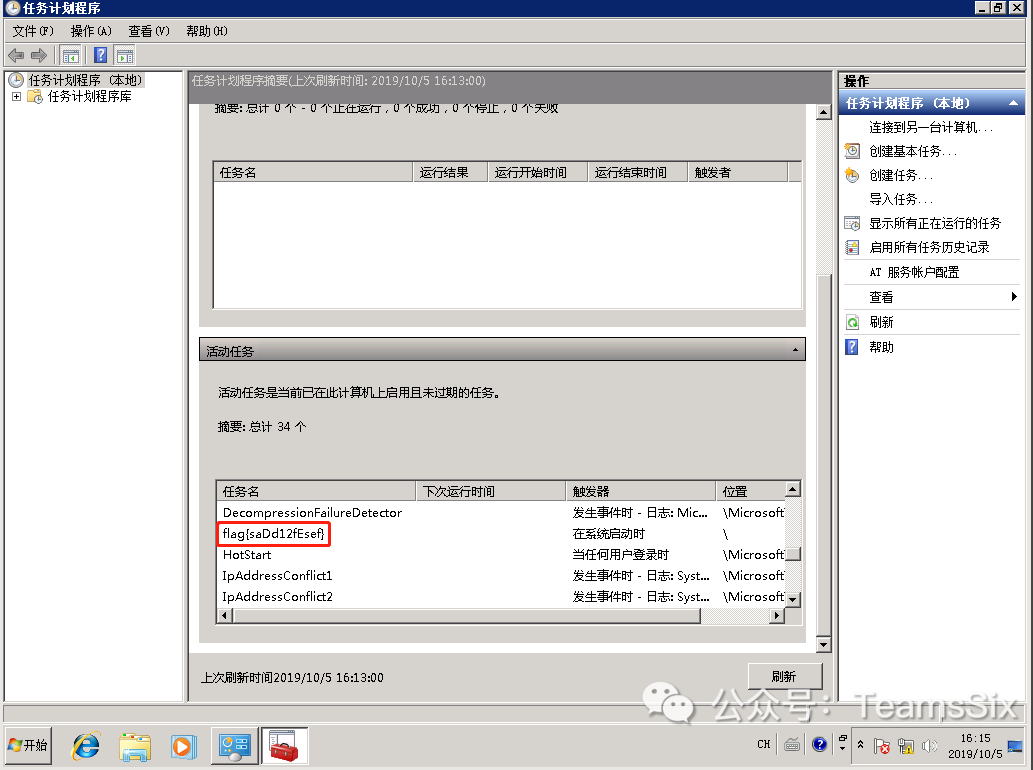 任务计划程序
文件(F) 操作(A) 查看(V) 帮助(H)
任务计划程序 (本地)
任务计划程序库
任务计划程序摘要(上次刷新时间: 2019/10/5 16:13:00)
摘要: 总计 0 个 - 0 个正在运行, 0 个成功, 0 个停止, 0 个失败
任务名 运行结果 运行开始时间 运行结束时间 触发者
活动任务
活动任务是当前已在此计算机上启用且未过期的任务。
摘要: 总计 34 个
任务名 下次运行时间 触发器 位置
DecompressionFailureDetector 发生事件时 - 日志: Mic... \Microsoft
flag{saDd12fEsef} 在系统启动时 \
HotStart 当任何用户登录时 \Microsoft
IpAddressConflict1 发生事件时 - 日志: Syst... \Microsoft
IpAddressConflict2 发生事件时 - 日志: Syst... \Microsoft
上次刷新时间2019/10/5 16:13:00
刷新
操作
任务计划程序 (本地)
连接到另一台计算机...
创建基本任务...
创建任务...
导入任务...
显示所有正在运行的任务
启用所有任务历史记录
AT 服务帐户配置
查看
刷新
帮助
公众号: TeamsSix
开始
CH
16:15
2019/10/5